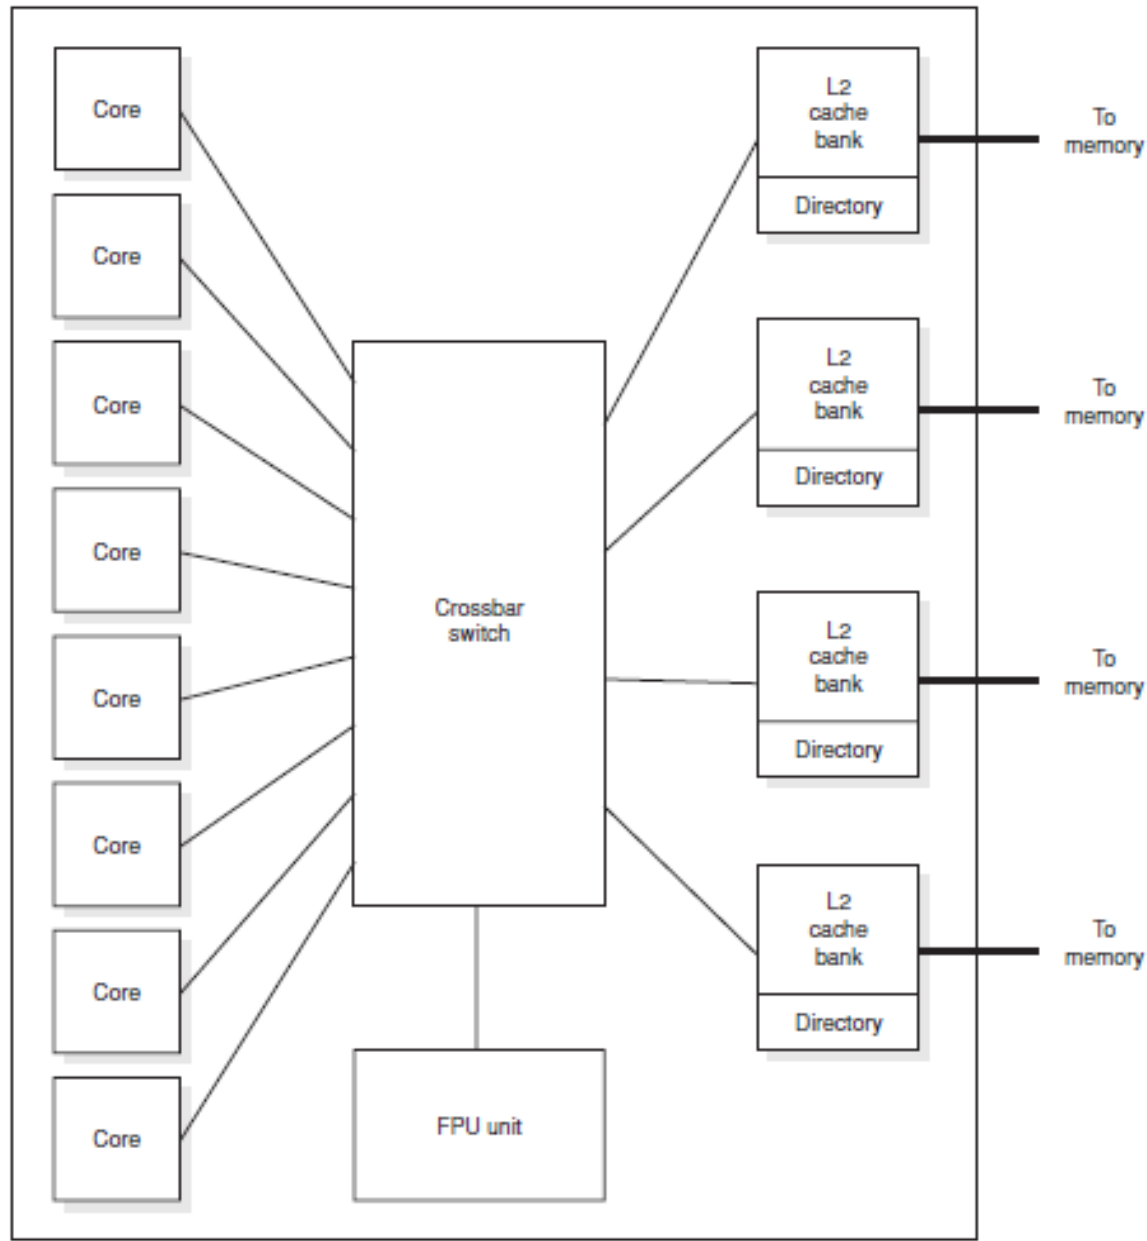 Core
Core
Core
Core
Core
Core
Core
Core
Crossbar
switch
FPU unit
L2
cache
bank
Directory
To
memory
L2
cache
bank
Directory
To
memory
L2
cache
bank
Directory
To
memory
L2
cache
bank
Directory
To
memory